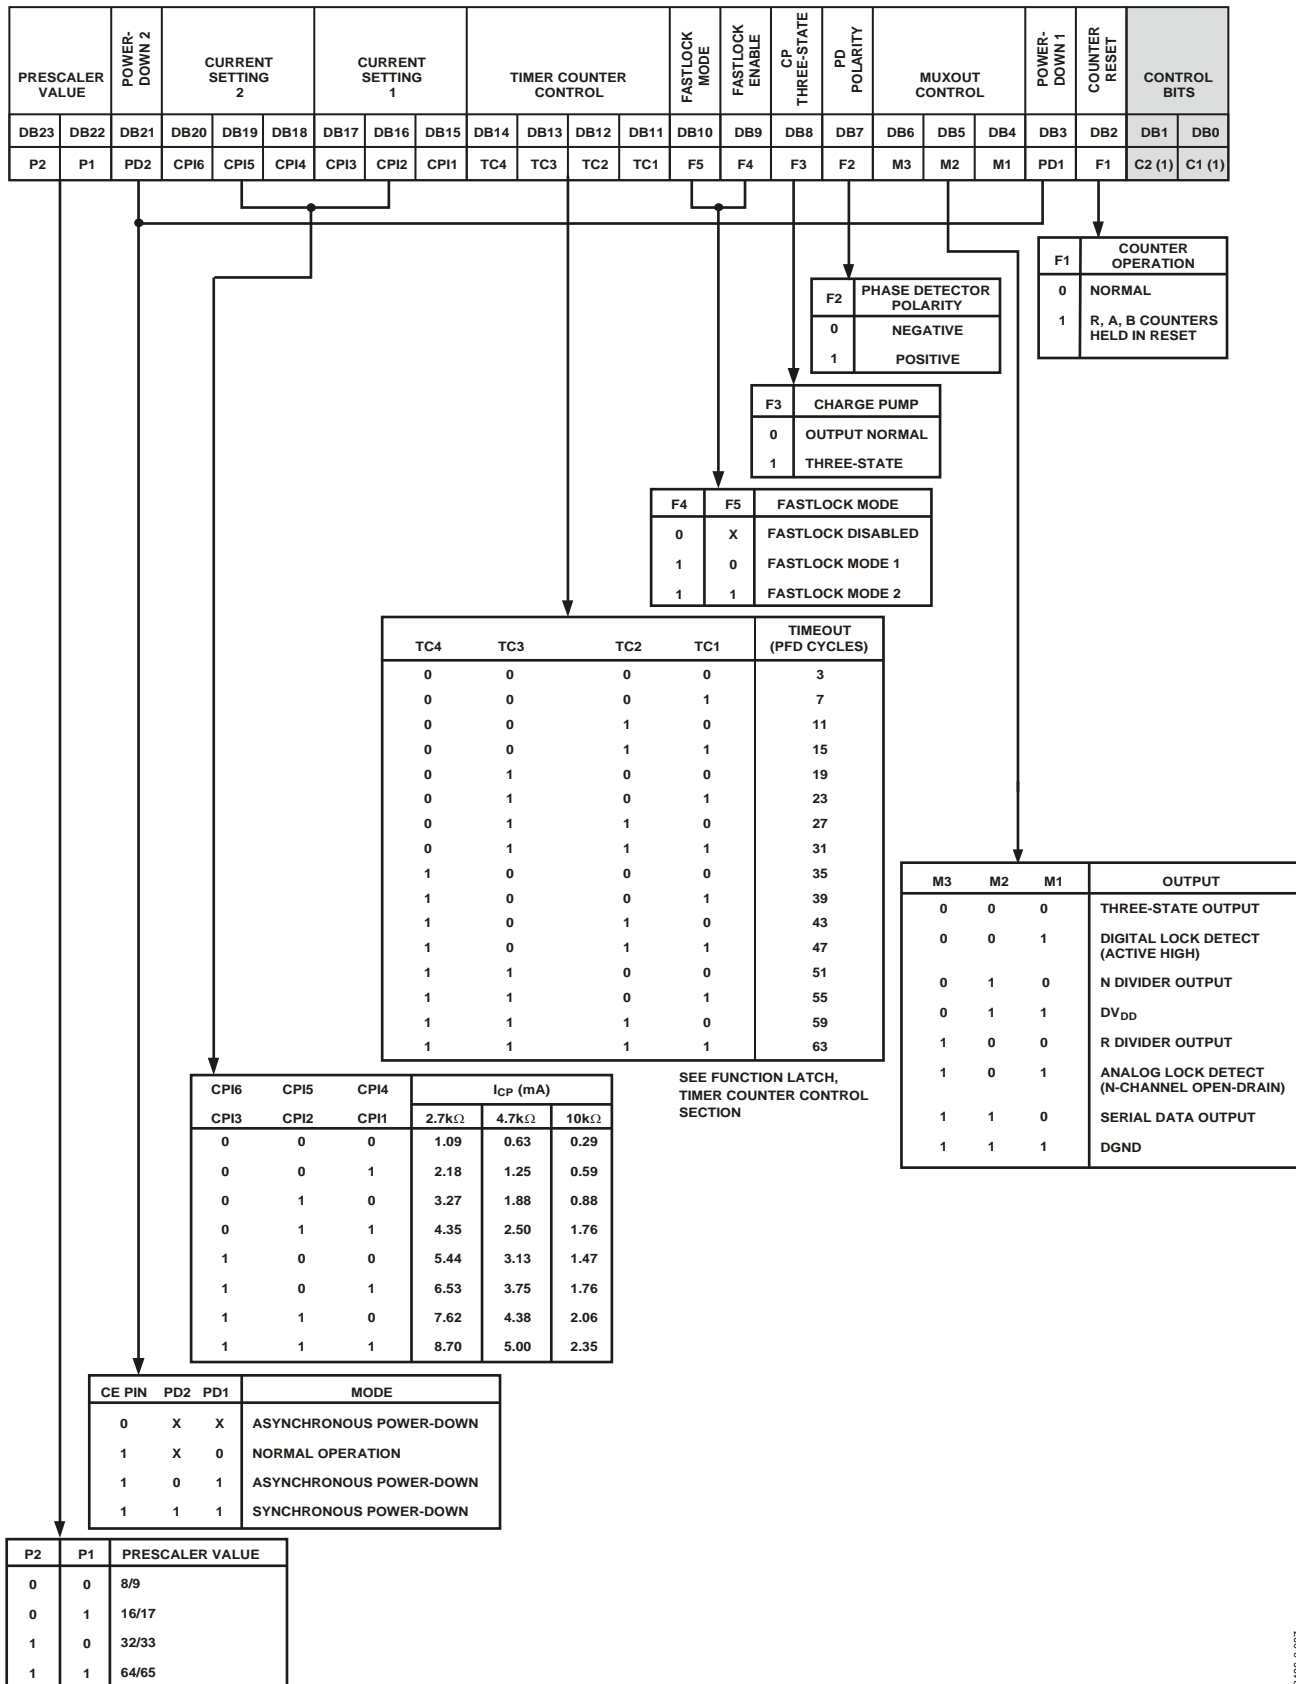 PRESCALER VALUE
POWER-DOWN 2
CURRENT SETTING 2
CURRENT SETTING 1
TIMER COUNTER CONTROL
FASTLOCK MODE
FASTLOCK ENABLE
CP THREE-STATE
PD POLARITY
MUXOUT CONTROL
POWER-DOWN 1
COUNTER RESET
CONTROL BITS
DB23 DB22 DB21 DB20 DB19 DB18 DB17 DB16 DB15 DB14 DB13 DB12 DB11 DB10 DB9 DB8 DB7 DB6 DB5 DB4 DB3 DB2 DB1 DB0
P2 P1 PD2 CPI6 CPI5 CPI4 CPI3 CPI2 CPI1 TC4 TC3 TC2 TC1 F5 F4 F3 F2 M3 M2 M1 PD1 F1 C2 (1) C1 (1)
F1 COUNTER OPERATION
0 NORMAL
1 R, A, B COUNTERS
HELD IN RESET
F2 PHASE DETECTOR POLARITY
0 NEGATIVE
1 POSITIVE
F3 CHARGE PUMP
0 OUTPUT NORMAL
1 THREE-STATE
F4 F5 FASTLOCK MODE
0 X FASTLOCK DISABLED
1 0 FASTLOCK MODE 1
1 1 FASTLOCK MODE 2
TC4 TC3 TC2 TC1 TIMEOUT (PFD CYCLES)
0 0 0 0 3
0 0 0 1 7
0 0 1 0 11
0 0 1 1 15
0 1 0 0 19
0 1 0 1 23
0 1 1 0 27
0 1 1 1 31
1 0 0 0 35
1 0 0 1 39
1 0 1 0 43
1 0 1 1 47
1 1 0 0 51
1 1 0 1 55
1 1 1 0 59
1 1 1 1 63
SEE FUNCTION LATCH,
TIMER COUNTER CONTROL
SECTION
M3 M2 M1 OUTPUT
0 0 0 THREE-STATE OUTPUT
0 0 1 DIGITAL LOCK DETECT
(ACTIVE HIGH)
0 1 0 N DIVIDER OUTPUT
0 1 1 DVDD
1 0 0 R DIVIDER OUTPUT
1 0 1 ANALOG LOCK DETECT
(N-CHANNEL OPEN-DRAIN)
1 1 0 SERIAL DATA OUTPUT
1 1 1 DGND
CPI6 CPI5 CPI4 ICP (mA)
CPI3 CPI2 CPI1 2.7kΩ 4.7kΩ 10kΩ
0 0 0 1.09 0.63 0.29
0 0 1 2.18 1.25 0.59
0 1 0 3.27 1.88 0.88
0 1 1 4.35 2.50 1.76
1 0 0 5.44 3.13 1.47
1 0 1 6.53 3.75 1.76
1 1 0 7.62 4.38 2.06
1 1 1 8.70 5.00 2.35
CE PIN PD2 PD1 MODE
0 X X ASYNCHRONOUS POWER-DOWN
1 X 0 NORMAL OPERATION
1 0 1 ASYNCHRONOUS POWER-DOWN
1 1 1 SYNCHRONOUS POWER-DOWN
P2 P1 PRESCALER VALUE
0 0 8/9
0 1 16/17
1 0 32/33
1 1 64/65